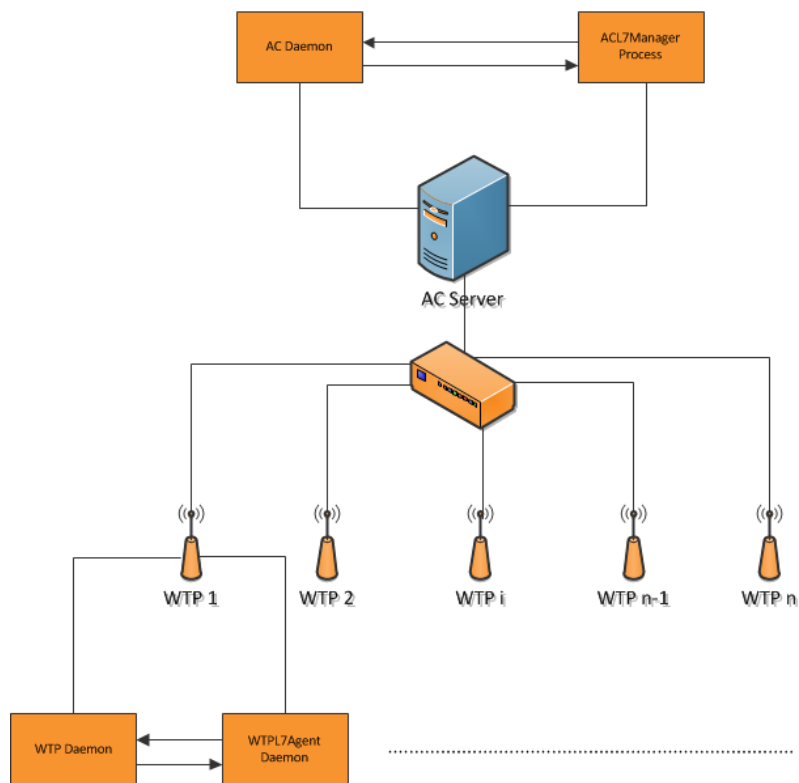 AC Daemon
ACL7Manager
Process
AC Server
WTP 1
WTP 2
WTP i
WTP n-1
WTP n
WTP Daemon
WTPL7Agent
Daemon